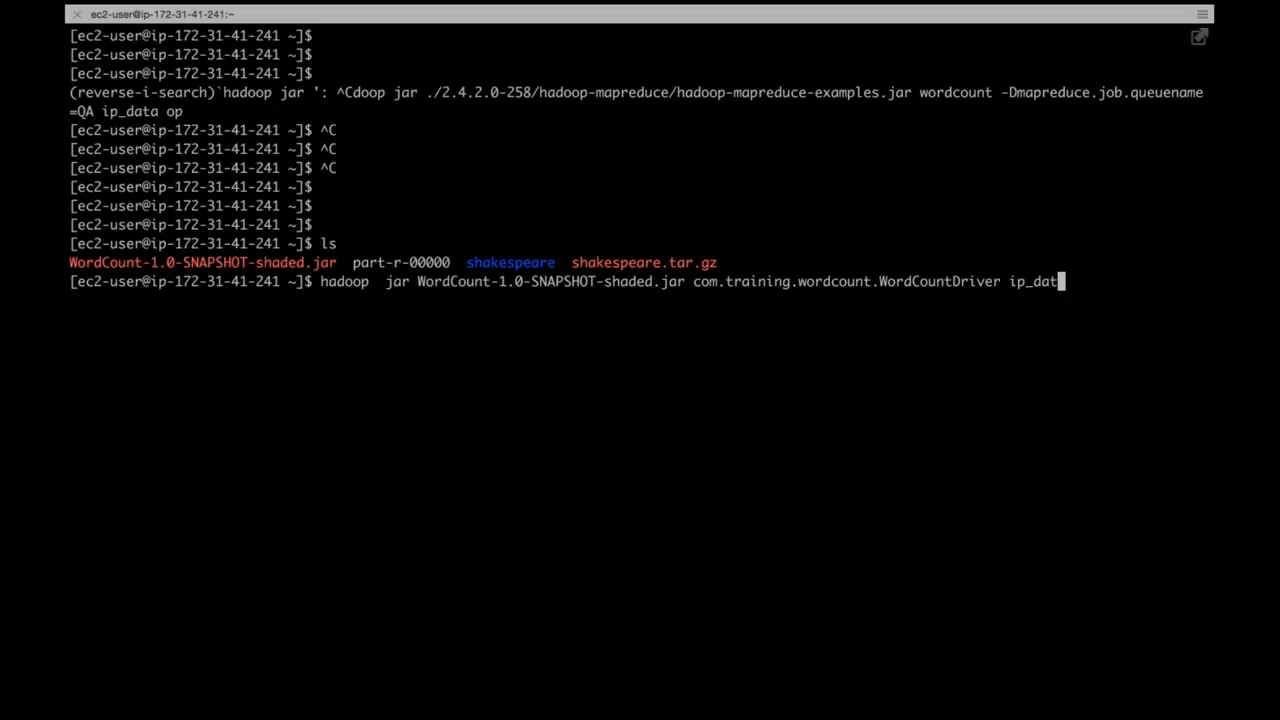 ec2-user@ip-172-31-41-241:~
[ec2-user@ip-172-31-41-241 ~]$
[ec2-user@ip-172-31-41-241 ~]$
[ec2-user@ip-172-31-41-241 ~]$
(reverse-i-search)`hadoop jar ': ^Cdoop jar ./2.4.2.0-258/hadoop-mapreduce/hadoop-mapreduce-examples.jar wordcount -Dmapreduce.job.queuename
=QA ip_data op
[ec2-user@ip-172-31-41-241 ~]$ ^C
[ec2-user@ip-172-31-41-241 ~]$ ^C
[ec2-user@ip-172-31-41-241 ~]$ ^C
[ec2-user@ip-172-31-41-241 ~]$
[ec2-user@ip-172-31-41-241 ~]$
[ec2-user@ip-172-31-41-241 ~]$
[ec2-user@ip-172-31-41-241 ~]$ ls
WordCount-1.0-SNAPSHOT-shaded.jar  part-r-00000  shakespeare  shakespeare.tar.gz
[ec2-user@ip-172-31-41-241 ~]$ hadoop  jar WordCount-1.0-SNAPSHOT-shaded.jar com.training.wordcount.WordCountDriver ip_dat